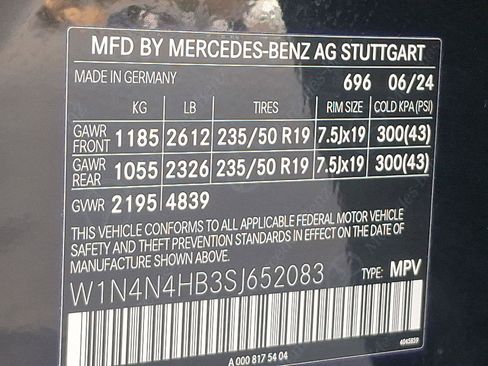 MFD BY MERCEDES-BENZ AG STUTTGART
MADE IN GERMANY 696 06/24
KG LB TIRES RIM SIZE COLD KPA (PSI)
GAWR FRONT 1185 2612 235/50 R19 7.5Jx19 300(43)
GAWR REAR 1055 2326 235/50 R19 7.5Jx19 300(43)
GVWR 2195 4839
THIS VEHICLE CONFORMS TO ALL APPLICABLE FEDERAL MOTOR VEHICLE
SAFETY AND THEFT PREVENTION STANDARDS IN EFFECT ON THE DATE OF
MANUFACTURE SHOWN ABOVE.
W1N4N4HB3SJ652083 TYPE: MPV
A 000 817 54 04